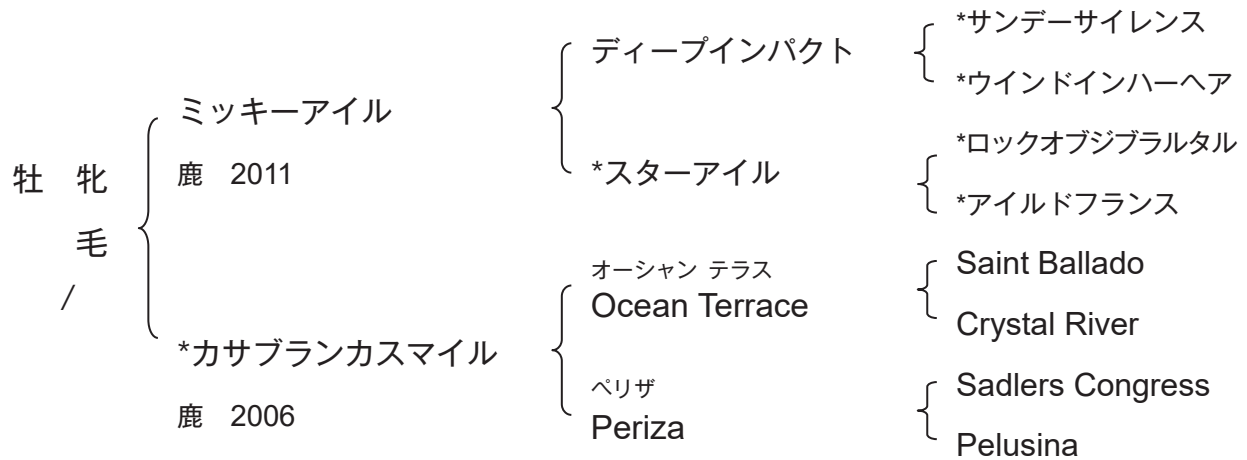 牡 牝
毛
/
ミッキーアイル
鹿 2011
*カサブランカスマイル
鹿 2006
ディープインパクト
*スターアイル
オーシャン テラス
Ocean Terrace
ペリザ
Periza
*サンデーサイレンス
*ウインドインハーヘア
*ロックオブジブラルタル
*アイルドフランス
Saint Ballado
Crystal River
Sadlers Congress
Pelusina